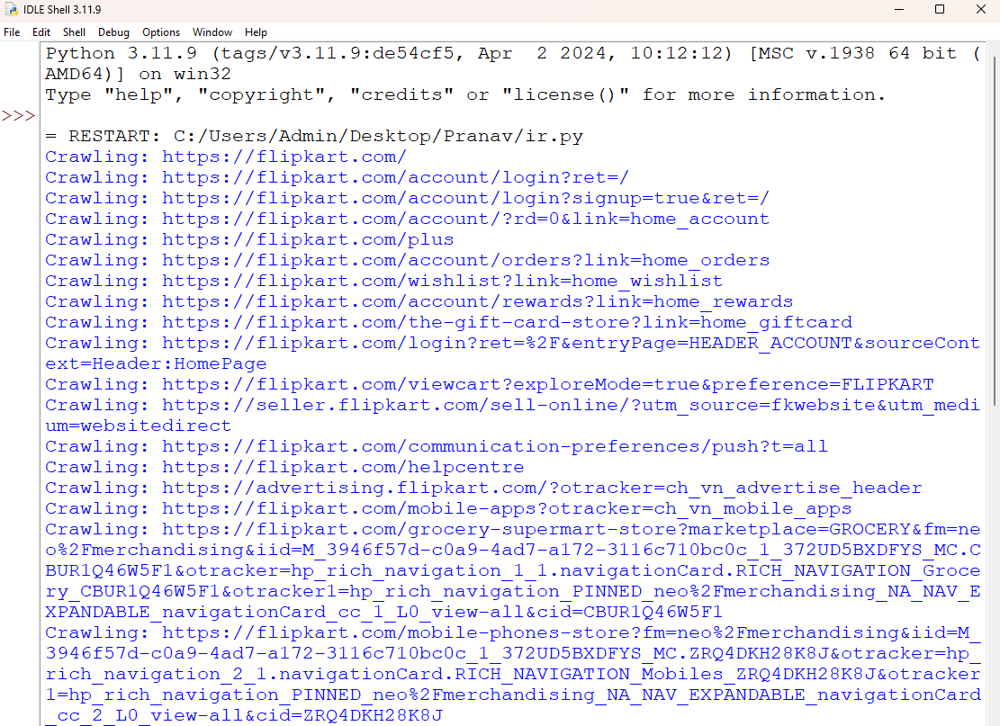 IDLE Shell 3.11.9
File Edit Shell Debug Options Window Help
Python 3.11.9 (tags/v3.11.9:de54cf5, Apr  2 2024, 10:12:12) [MSC v.1938 64 bit (
AMD64)] on win32
Type "help", "copyright", "credits" or "license()" for more information.
>>>
= RESTART: C:/Users/Admin/Desktop/Pranav/ir.py
Crawling: https://flipkart.com/
Crawling: https://flipkart.com/account/login?ret=/
Crawling: https://flipkart.com/account/login?signup=true&ret=/
Crawling: https://flipkart.com/account/?rd=0&link=home_account
Crawling: https://flipkart.com/plus
Crawling: https://flipkart.com/account/orders?link=home_orders
Crawling: https://flipkart.com/wishlist?link=home_wishlist
Crawling: https://flipkart.com/account/rewards?link=home_rewards
Crawling: https://flipkart.com/the-gift-card-store?link=home_giftcard
Crawling: https://flipkart.com/login?ret=%2F&entryPage=HEADER_ACCOUNT&sourceCont
ext=Header:HomePage
Crawling: https://flipkart.com/viewcart?exploreMode=true&preference=FLIPKART
Crawling: https://seller.flipkart.com/sell-online/?utm_source=fkwebsite&utm_medi
um=websitedirect
Crawling: https://flipkart.com/communication-preferences/push?t=all
Crawling: https://flipkart.com/helpcentre
Crawling: https://advertising.flipkart.com/?otracker=ch_vn_advertise_header
Crawling: https://flipkart.com/mobile-apps?otracker=ch_vn_mobile_apps
Crawling: https://flipkart.com/grocery-supermart-store?marketplace=GROCERY&fm=ne
o%2Fmerchandising&iid=M_3946f57d-c0a9-4ad7-a172-3116c710bc0c_1_372UD5BXDFYS_MC.C
BUR1Q46W5F1&otracker=hp_rich_navigation_1_1.navigationCard.RICH_NAVIGATION_Groce
ry_CBUR1Q46W5F1&otracker1=hp_rich_navigation_PINNED_neo%2Fmerchandising_NA_NAV_E
XPANDABLE_navigationCard_cc_1_L0_view-all&cid=CBUR1Q46W5F1
Crawling: https://flipkart.com/mobile-phones-store?fm=neo%2Fmerchandising&iid=M_
3946f57d-c0a9-4ad7-a172-3116c710bc0c_1_372UD5BXDFYS_MC.ZRQ4DKH28K8J&otracker=hp_
rich_navigation_2_1.navigationCard.RICH_NAVIGATION_Mobiles_ZRQ4DKH28K8J&otracker
1=hp_rich_navigation_PINNED_neo%2Fmerchandising_NA_NAV_EXPANDABLE_navigationCard
_cc_2_L0_view-all&cid=ZRQ4DKH28K8J